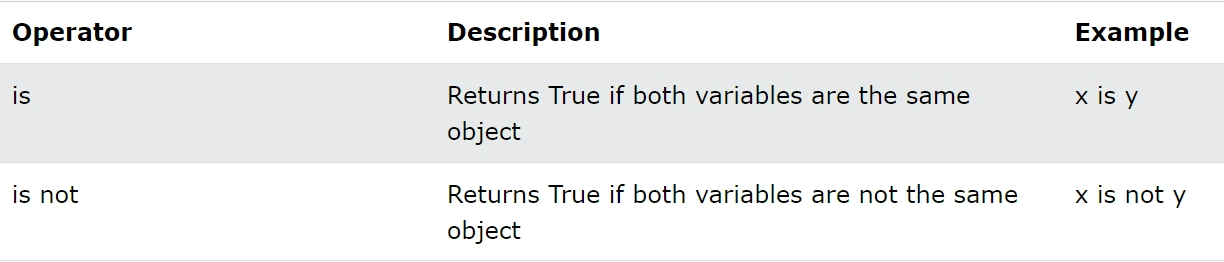 Operator Description Example
is Returns True if both variables are the same x is y
object
is not Returns True if both variables are not the same x is not y
object